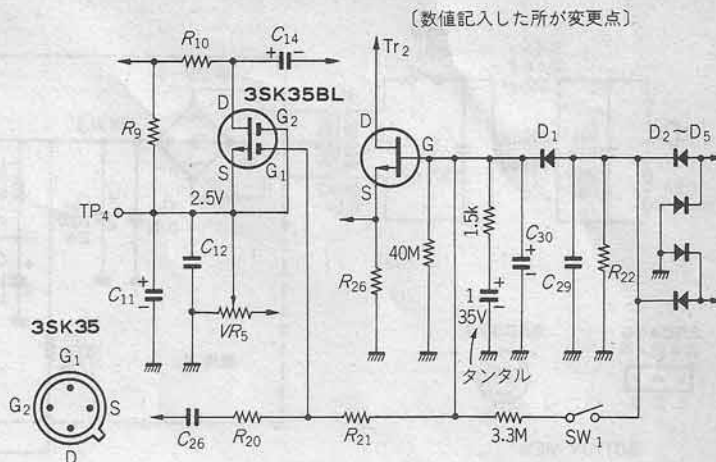 〔数値記入した所が変更点〕
R10
C14
Tr2
3SK35BL
D
G2
G1
S
R9
TP4
2.5V
C12
C11
VR5
D
G
S
R26
40M
1.5k
1
35V
タンタル
C30
D1
C29
R22
D2~D5
3SK35
G1
G2
S
D
C26
R20
R21
3.3M
SW1